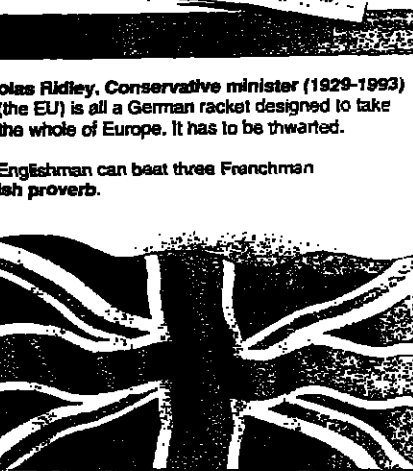 olas Ridley, Conservative minister (1929-1993)
(the EU) is all a German racket designed to take
the whole of Europe. It has to be thwarted.
Englishman can beat three Franchman
ish proverb.